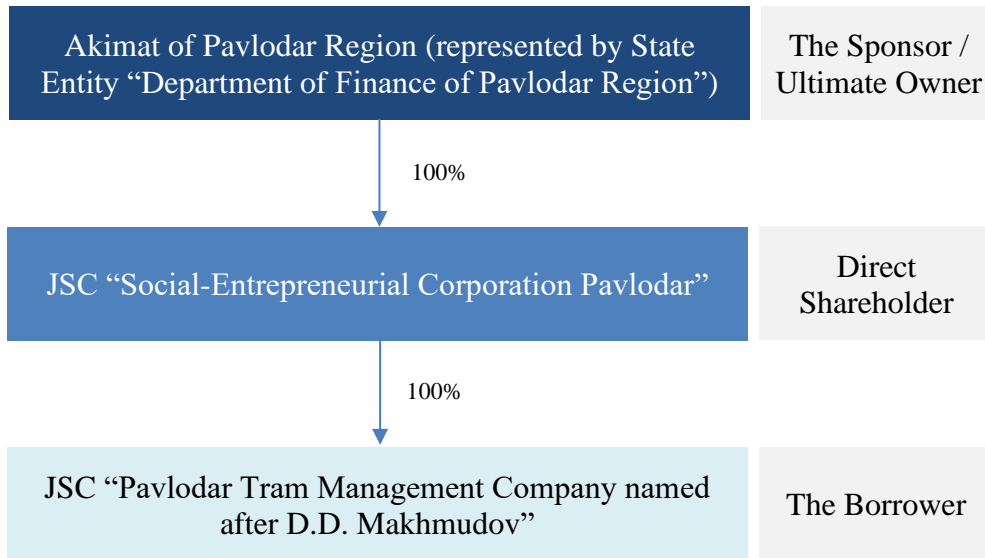 Akimat of Pavlodar Region (represented by State
Entity “Department of Finance of Pavlodar Region”)
The Sponsor /
Ultimate Owner
100%
JSC “Social-Entrepreneurial Corporation Pavlodar”
Direct
Shareholder
100%
JSC “Pavlodar Tram Management Company named
after D.D. Makhmudov”
The Borrower